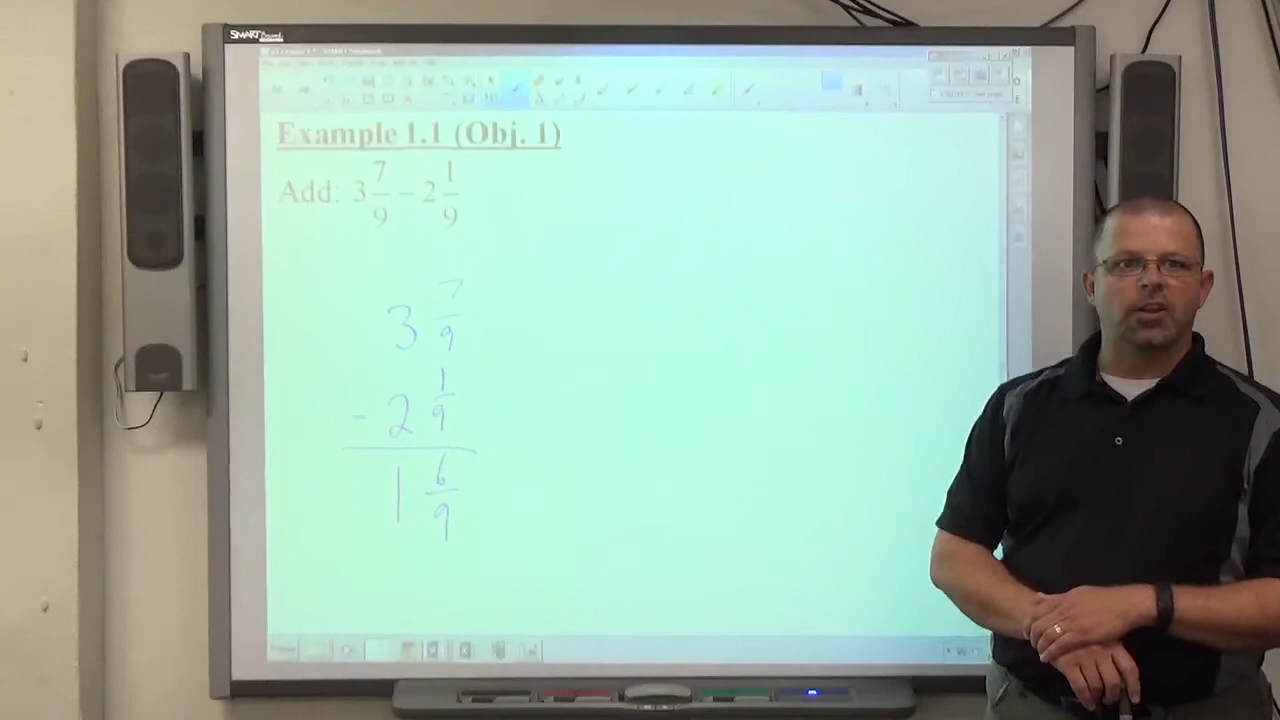 SMART Board
Example 1.1 (Obj. 1)
Add: 3 7/9 − 2 1/9
3 7/9
- 2 1/9
1 6/9